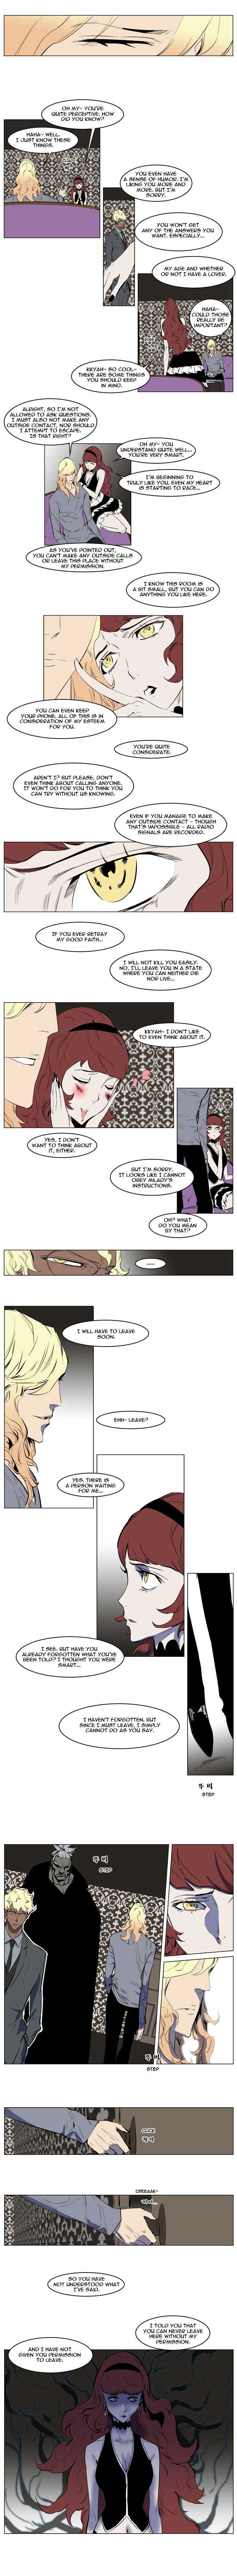 OH MY~ YOU'RE
QUITE PERCEPTIVE. HOW
DID YOU KNOW?
HAHA~ WELL,
I JUST KNOW THESE
THINGS.
YOU EVEN HAVE
A SENSE OF HUMOR. I'M
LIKING YOU MORE AND
MORE. BUT I'M
SORRY.
YOU WON'T GET
ANY OF THE ANSWERS YOU
WANT. ESPECIALLY...
MY AGE AND WHETHER
OR NOT I HAVE A LOVER.
HAHA~
COULD THOSE
REALLY BE
IMPORTANT?
KKYAH~ SO COOL~
THERE ARE SOME THINGS
YOU SHOULD KEEP
IN MIND.
ALRIGHT, SO I'M NOT
ALLOWED TO ASK QUESTIONS.
I MUST ALSO NOT MAKE ANY
OUTSIDE CONTACT, NOR SHOULD
I ATTEMPT TO ESCAPE.
IS THAT RIGHT?
OH MY~ YOU
UNDERSTAND QUITE WELL...
YOU'RE VERY SMART.
I'M BEGINNING TO
TRULY LIKE YOU, EVEN MY HEART
IS STARTING TO RACE...
AS YOU'VE POINTED OUT,
YOU CAN'T MAKE ANY OUTSIDE CALLS
OR LEAVE THIS PLACE WITHOUT
MY PERMISSION.
I KNOW THIS ROOM IS
A BIT SMALL, BUT YOU CAN DO
ANYTHING YOU LIKE HERE.
YOU CAN EVEN KEEP
YOUR PHONE. ALL OF THIS IS IN
CONSIDERATION OF MY ESTEEM
FOR YOU.
YOU'RE QUITE
CONSIDERATE.
AREN'T I? BUT PLEASE, DON'T
EVEN THINK ABOUT CALLING ANYONE.
IT WON'T DO FOR YOU TO THINK YOU
CAN TRY WITHOUT US KNOWING.
EVEN IF YOU MANAGE TO MAKE
ANY OUTSIDE CONTACT - THOUGH
THAT'S IMPOSSIBLE - ALL RADIO
SIGNALS ARE RECORDED.
IF YOU EVER BETRAY
MY GOOD FAITH...
I WILL NOT KILL YOU EASILY.
NO, I'LL LEAVE YOU IN A STATE
WHERE YOU CAN NEITHER DIE
NOR LIVE...
KKYAH~ I DON'T LIKE
TO EVEN THINK ABOUT IT.
YES, I DON'T
WANT TO THINK ABOUT
IT, EITHER.
BUT I'M SORRY.
IT LOOKS LIKE I CANNOT
OBEY MILADY'S
INSTRUCTIONS.
OH? WHAT
DO YOU MEAN
BY THAT?
......
I WILL HAVE TO LEAVE
SOON.
EHH~ LEAVE?
YES. THERE IS
A PERSON WAITING
FOR ME...
I SEE. BUT HAVE YOU
ALREADY FORGOTTEN WHAT YOU'VE
BEEN TOLD? I THOUGHT YOU WERE
SMART...
I HAVEN'T FORGOTTEN. BUT
SINCE I MUST LEAVE, I SIMPLY
CANNOT DO AS YOU SAY.
뚜벅
STEP
뚜벅
STEP
뚜벅
STEP
CLICK
CREEAAK~
SO YOU HAVE
NOT UNDERSTOOD WHAT
I'VE SAID.
I TOLD YOU THAT
YOU CAN NEVER LEAVE
HERE WITHOUT MY
PERMISSION.
AND I HAVE NOT
GIVEN YOU PERMISSION
TO LEAVE.